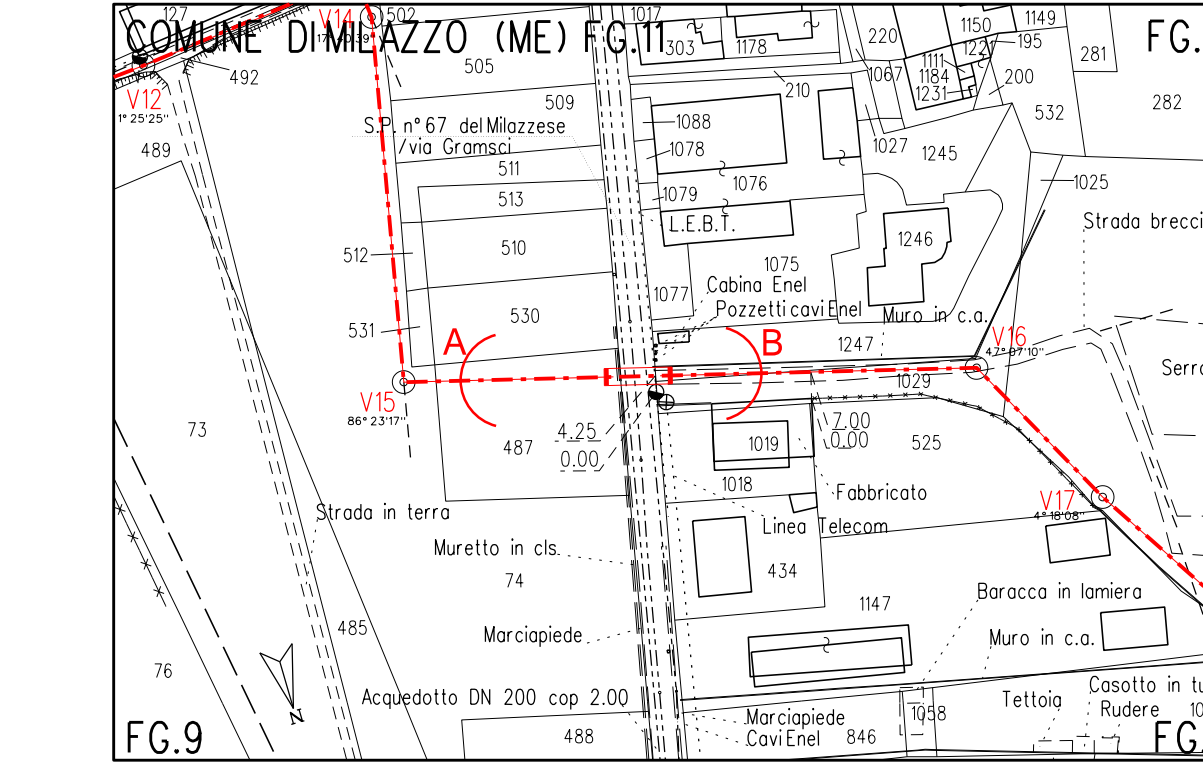 127
V14
1502
1017
COMUNE DI MILAZZO (ME) FG.11
FG.
303
1178
220
1150
1149
1221
195
281
1111
1184
1231
200
1067
210
492
505
509
V12
1° 25'25"
489
S.P. n° 67 del Milazzese
/via Gramsci
1088
1078
1027
1245
532
282
511
513
1079
1076
1025
L.E.B.T.
Strada brecci
512
510
1246
1075
1077
Cabina Enel
Pozzetti cavi Enel
Muro in c.a.
531
530
A
B
1247
V16
47° 07'10"
Serra
1029
V15
86° 23'17"
73
487
4.25
0.00
7.00
0.00
1019
525
1018
Fabbricato
V17
4° 18'08"
Strada in terra
Linea Telecom
Muretto in cls.
74
434
1147
Baracca in lamiera
485
Marciapiede
Muro in c.a.
76
N
Acquedotto DN 200 cop 2.00
Marciapiede
Cavi Enel
846
1058
Tettoia
Casotto in tu
Rudere
10
FG.9
488
FG.